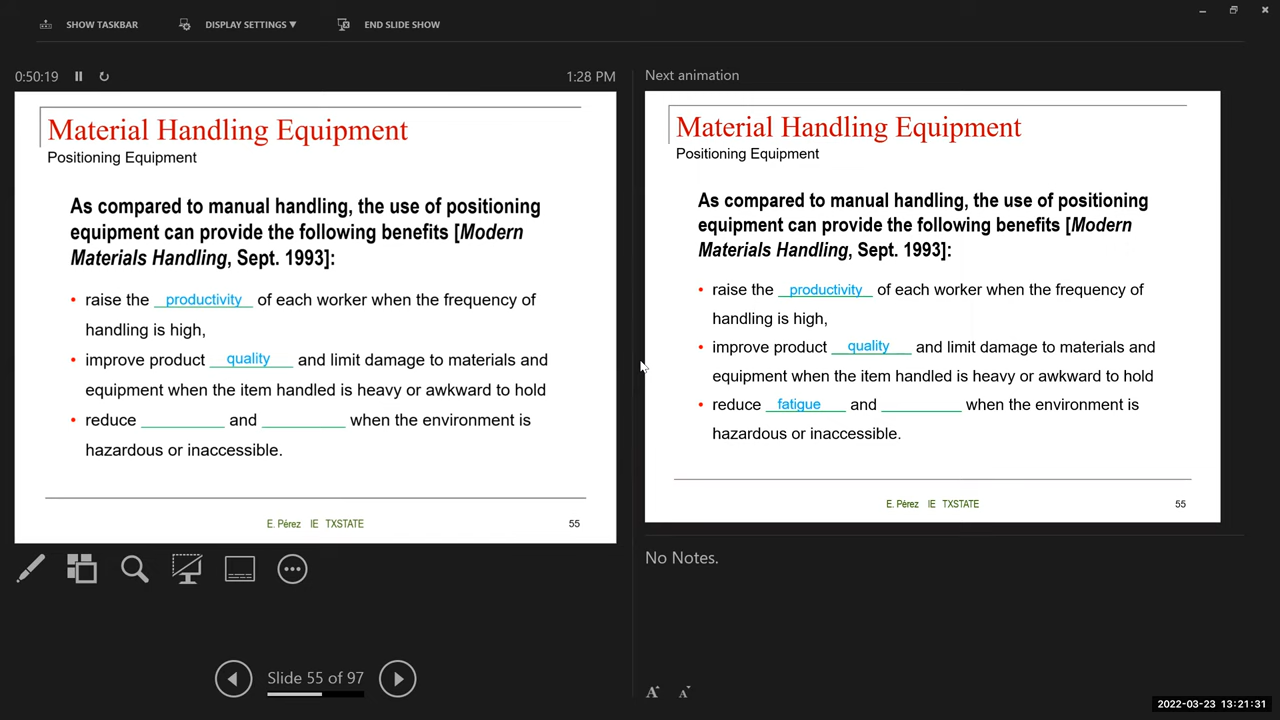 SHOW TASKBAR
DISPLAY SETTINGS ▼
END SLIDE SHOW
0:50:19
1:28 PM
Material Handling Equipment
Positioning Equipment
As compared to manual handling, the use of positioning
equipment can provide the following benefits [Modern
Materials Handling, Sept. 1993]:
• raise the productivity of each worker when the frequency of
handling is high,
• improve product quality and limit damage to materials and
equipment when the item handled is heavy or awkward to hold
• reduce __________ and __________ when the environment is
hazardous or inaccessible.
E. Pérez IE TXSTATE
55
Slide 55 of 97
Next animation
Material Handling Equipment
Positioning Equipment
As compared to manual handling, the use of positioning
equipment can provide the following benefits [Modern
Materials Handling, Sept. 1993]:
• raise the productivity of each worker when the frequency of
handling is high,
• improve product quality and limit damage to materials and
equipment when the item handled is heavy or awkward to hold
• reduce fatigue and __________ when the environment is
hazardous or inaccessible.
E. Pérez IE TXSTATE
55
No Notes.
A A
2022-03-23 13:21:31